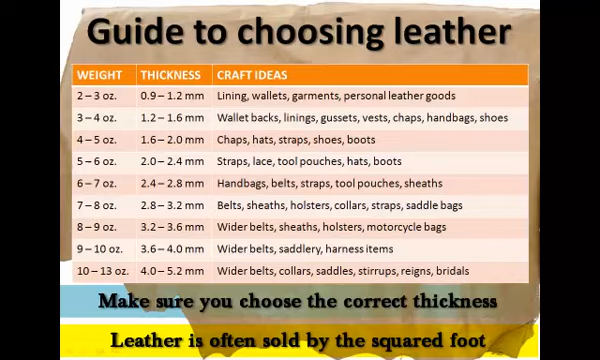 Guide to choosing leather
WEIGHT THICKNESS CRAFT IDEAS
2 – 3 oz. 0.9 – 1.2 mm Lining, wallets, garments, personal leather goods
3 – 4 oz. 1.2 – 1.6 mm Wallet backs, linings, gussets, vests, chaps, handbags, shoes
4 – 5 oz. 1.6 – 2.0 mm Chaps, hats, straps, shoes, boots
5 – 6 oz. 2.0 – 2.4 mm Straps, lace, tool pouches, hats, boots
6 – 7 oz. 2.4 – 2.8 mm Handbags, belts, straps, tool pouches, sheaths
7 – 8 oz. 2.8 – 3.2 mm Belts, sheaths, holsters, collars, straps, saddle bags
8 – 9 oz. 3.2 – 3.6 mm Wider belts, sheaths, holsters, motorcycle bags
9 – 10 oz. 3.6 – 4.0 mm Wider belts, saddlery, harness items
10 – 13 oz. 4.0 – 5.2 mm Wider belts, collars, saddles, stirrups, reigns, bridals
Make sure you choose the correct thickness
Leather is often sold by the squared foot